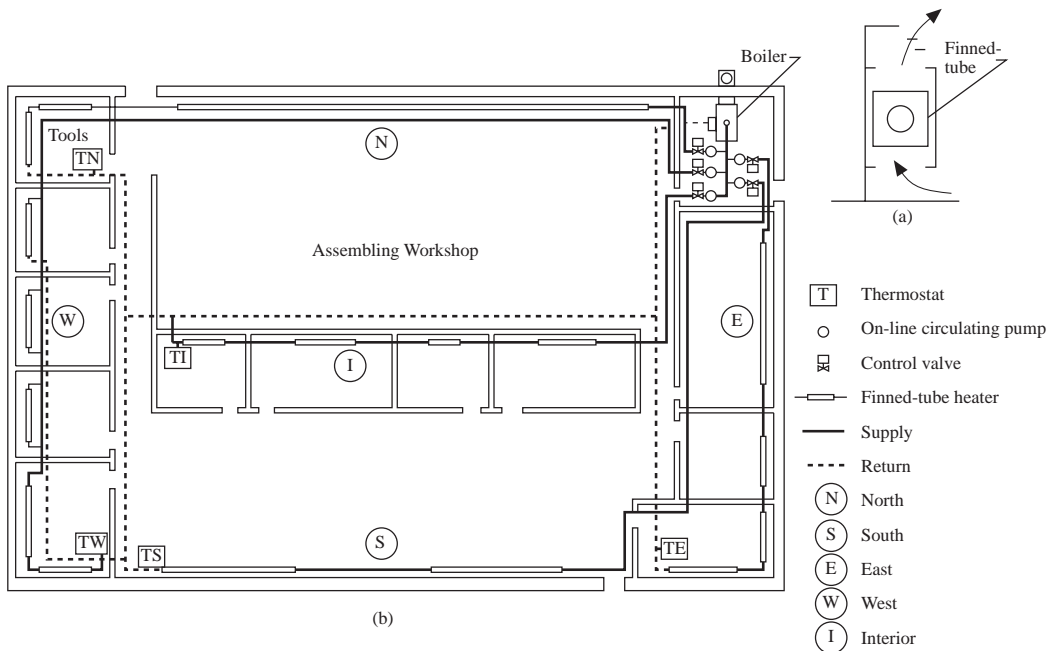 Boiler
Finned-
tube
(a)
Tools
TN
N
Assembling Workshop
W
E
TI
I
TW
TS
S
TE
(b)
T Thermostat
On-line circulating pump
Control valve
Finned-tube heater
Supply
Return
N North
S South
E East
W West
I Interior